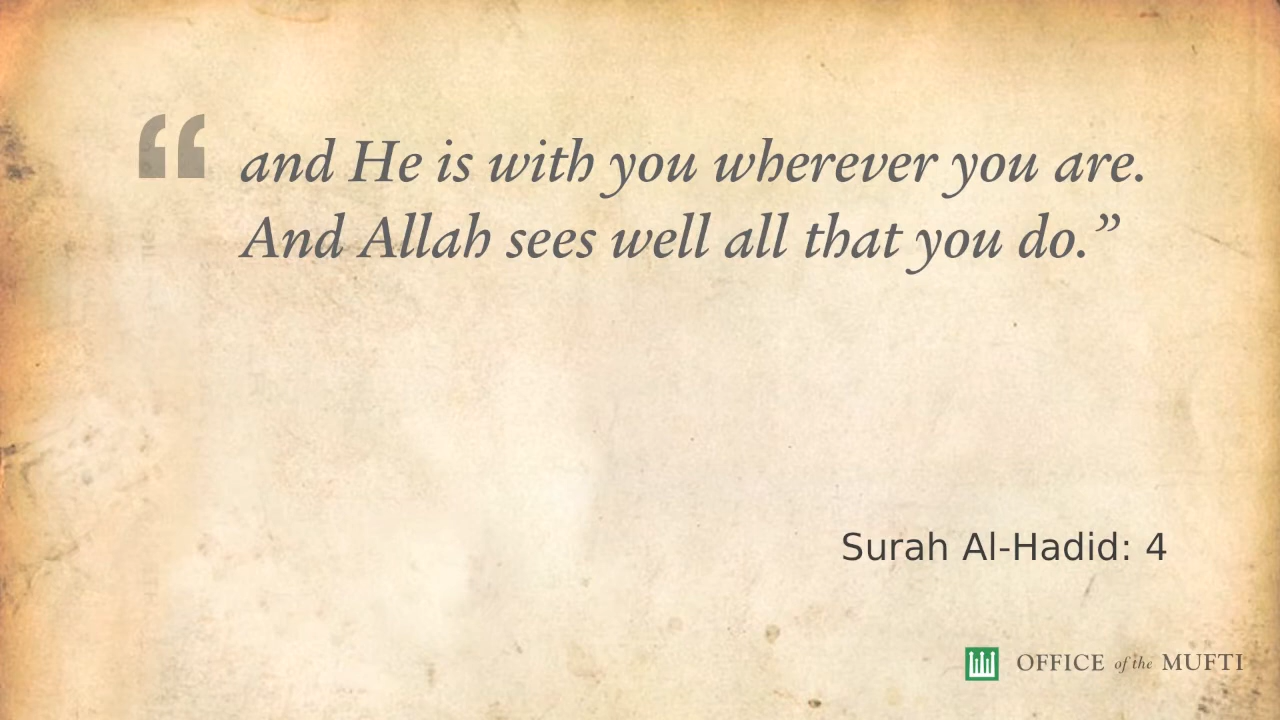 “ and He is with you wherever you are.
And Allah sees well all that you do.”
Surah Al-Hadid: 4
OFFICE of the MUFTI